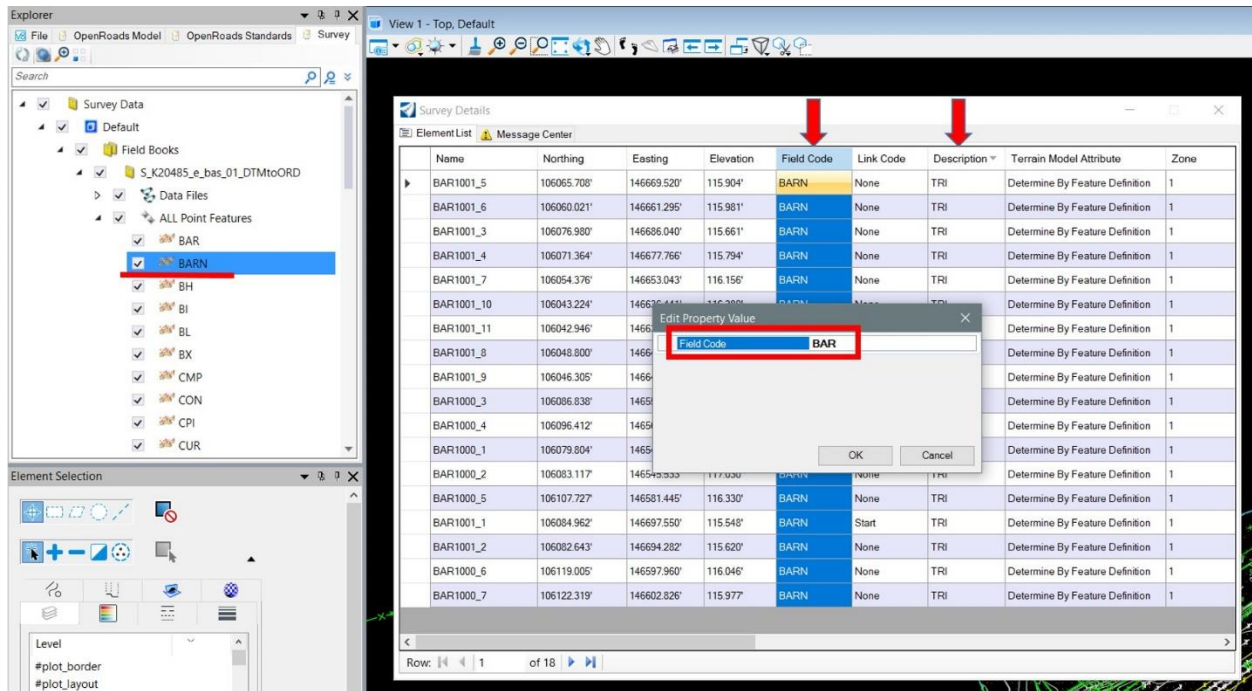 Explorer
File OpenRoads Model OpenRoads Standards Survey
Search
Survey Data
Default
Field Books
S_K20485_e_bas_01_DTMtoORD
Data Files
ALL Point Features
BAR
BARN
BH
BI
BL
BX
CMP
CON
CPI
CUR
Element Selection
Level
#plot_border
#plot_layout
View 1 - Top, Default
Survey Details
Element List Message Center
Name Northing Easting Elevation Field Code Link Code Description Terrain Model Attribute Zone
BAR1001_5 106065.708' 146669.520' 115.904' BARN None TRI Determine By Feature Definition 1
BAR1001_6 106060.021' 146661.295' 115.981' BARN None TRI Determine By Feature Definition 1
BAR1001_3 106076.980' 146686.040' 115.661' BARN None TRI Determine By Feature Definition 1
BAR1001_4 106071.364' 146677.766' 115.794' BARN None TRI Determine By Feature Definition 1
BAR1001_7 106054.376' 146653.043' 116.156' BARN None TRI Determine By Feature Definition 1
BAR1001_10 106043.224' BARN None TRI Determine By Feature Definition 1
BAR1001_11 106042.946' Determine By Feature Definition 1
BAR1001_8 106048.800' Determine By Feature Definition 1
BAR1001_9 106046.305' Determine By Feature Definition 1
BAR1000_3 106086.838' Determine By Feature Definition 1
BAR1000_4 106096.412' Determine By Feature Definition 1
BAR1000_1 106079.804' Determine By Feature Definition 1
BAR1000_2 106083.117' BARN None TRI Determine By Feature Definition 1
BAR1000_5 106107.727' 146581.445' 116.330' BARN None TRI Determine By Feature Definition 1
BAR1001_1 106084.962' 146697.550' 115.548' BARN Start TRI Determine By Feature Definition 1
BAR1001_2 106082.643' 146694.282' 115.620' BARN None TRI Determine By Feature Definition 1
BAR1000_6 106119.005' 146597.960' 116.046' BARN None TRI Determine By Feature Definition 1
BAR1000_7 106122.319' 146602.826' 115.977' BARN None TRI Determine By Feature Definition 1
Row: 1 of 18
Edit Property Value
Field Code BAR
OK Cancel